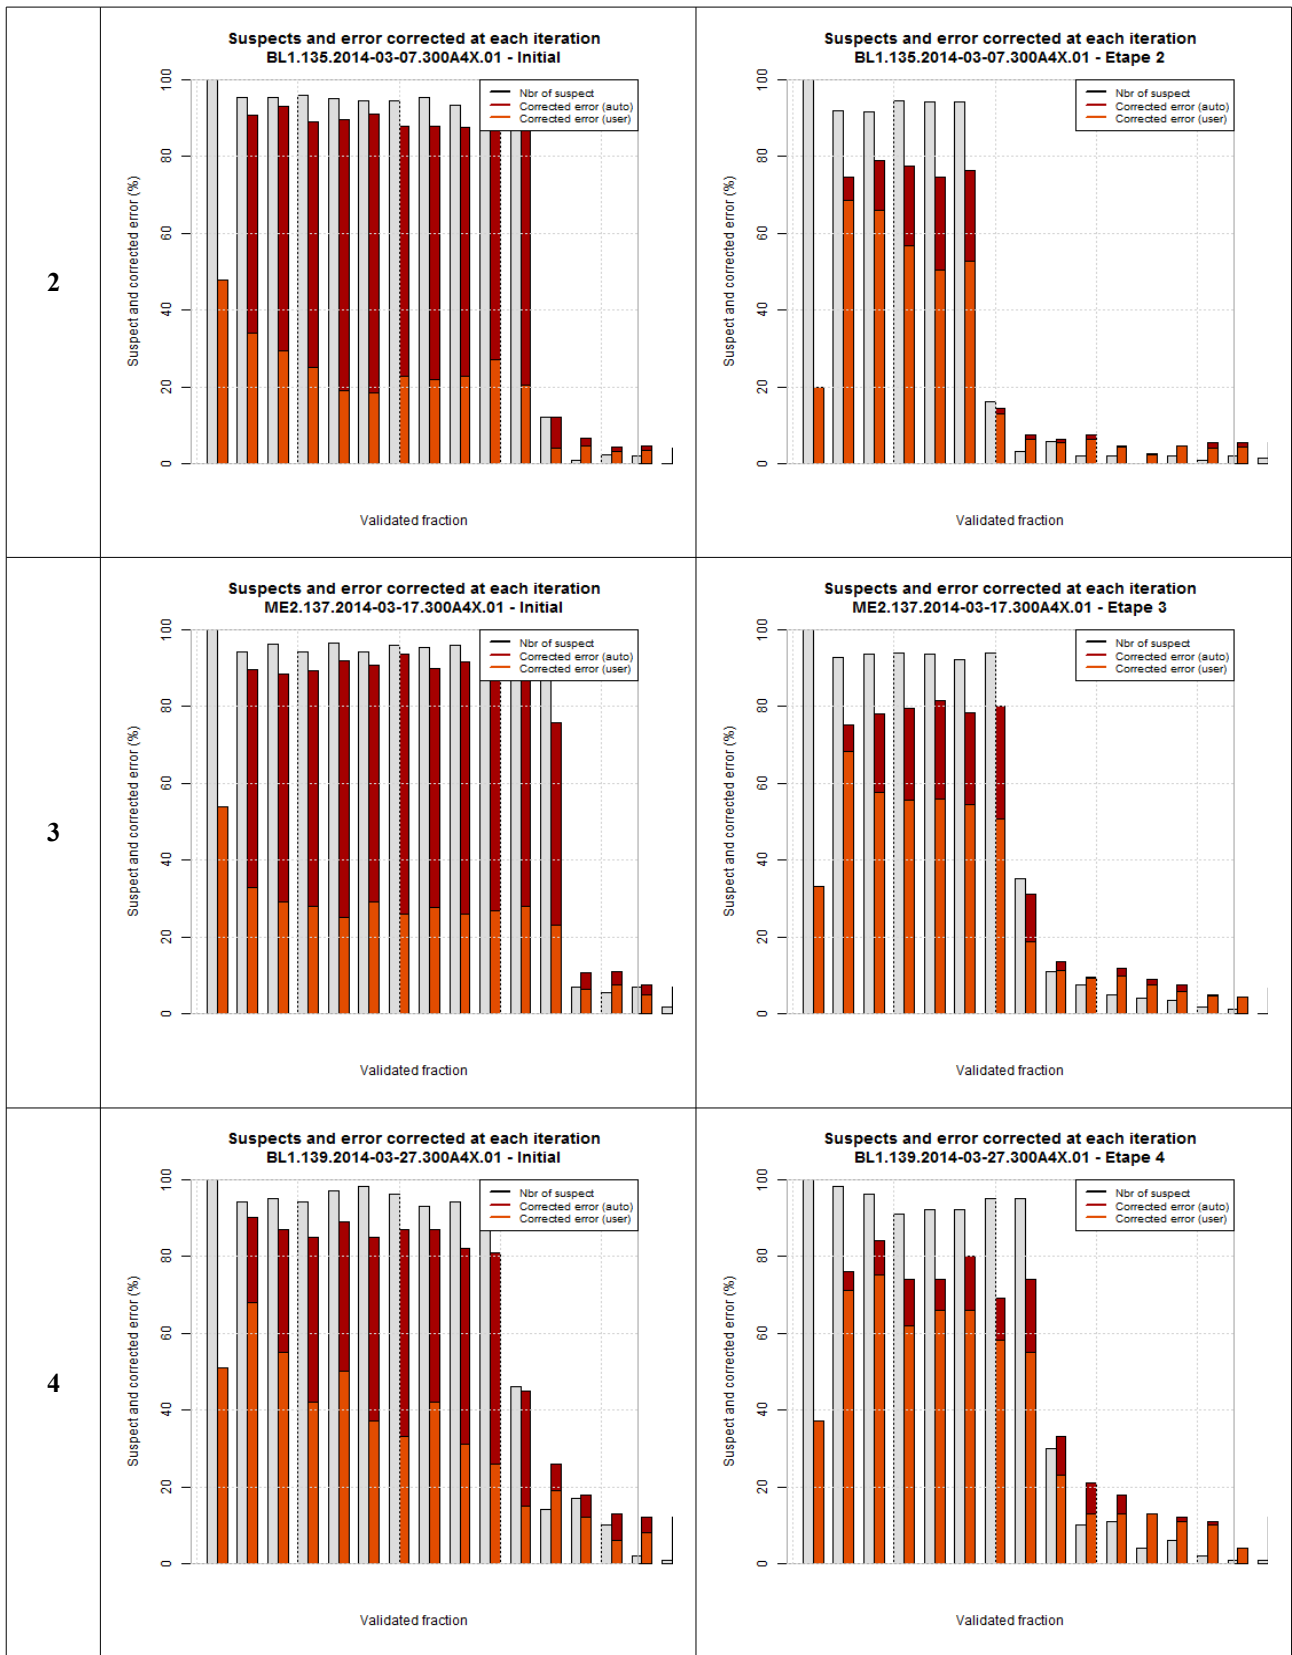 2
Suspects and error corrected at each iteration
BL1.135.2014-03-07.300A4X.01 - Initial
Nbr of suspect
Corrected error (auto)
Corrected error (user)
Suspect and corrected error (%)
100
80
60
40
20
0
Validated fraction
Suspects and error corrected at each iteration
BL1.135.2014-03-07.300A4X.01 - Etape 2
Nbr of suspect
Corrected error (auto)
Corrected error (user)
Suspect and corrected error (%)
100
80
60
40
20
0
Validated fraction
3
Suspects and error corrected at each iteration
ME2.137.2014-03-17.300A4X.01 - Initial
Nbr of suspect
Corrected error (auto)
Corrected error (user)
Suspect and corrected error (%)
100
80
60
40
20
0
Validated fraction
Suspects and error corrected at each iteration
ME2.137.2014-03-17.300A4X.01 - Etape 3
Nbr of suspect
Corrected error (auto)
Corrected error (user)
Suspect and corrected error (%)
100
80
60
40
20
0
Validated fraction
4
Suspects and error corrected at each iteration
BL1.139.2014-03-27.300A4X.01 - Initial
Nbr of suspect
Corrected error (auto)
Corrected error (user)
Suspect and corrected error (%)
100
80
60
40
20
0
Validated fraction
Suspects and error corrected at each iteration
BL1.139.2014-03-27.300A4X.01 - Etape 4
Nbr of suspect
Corrected error (auto)
Corrected error (user)
Suspect and corrected error (%)
100
80
60
40
20
0
Validated fraction